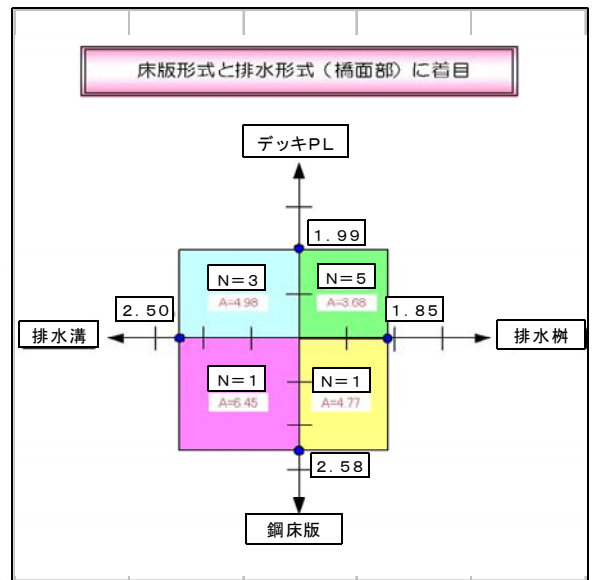 床版形式と排水形式（橋面部）に着目
デッキＰＬ
１．９９
Ｎ＝３
Ｎ＝５
A=4.98
A=3.68
２．５０
１．８５
排水溝
排水桝
Ｎ＝１
Ｎ＝１
A=6.45
A=4.77
２．５８
鋼床版